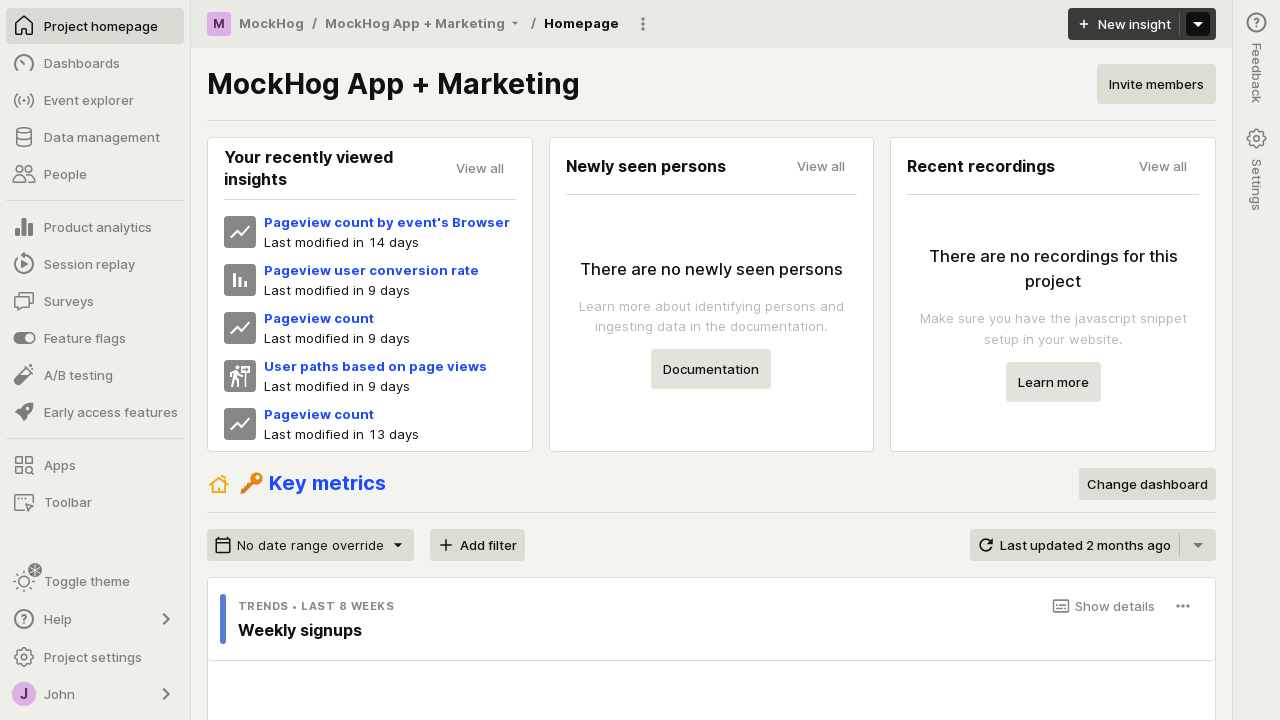 Project homepage
Dashboards
Event explorer
Data management
People
Product analytics
Session replay
Surveys
Feature flags
A/B testing
Early access features
Apps
Toolbar
Toggle theme
Help
Project settings
J John
M MockHog / MockHog App + Marketing / Homepage
New insight
MockHog App + Marketing
Invite members
Your recently viewed
insights
View all
Pageview count by event's Browser
Last modified in 14 days
Pageview user conversion rate
Last modified in 9 days
Pageview count
Last modified in 9 days
User paths based on page views
Last modified in 9 days
Pageview count
Last modified in 13 days
Newly seen persons
View all
There are no newly seen persons
Learn more about identifying persons and
ingesting data in the documentation.
Documentation
Recent recordings
View all
There are no recordings for this
project
Make sure you have the javascript snippet
setup in your website.
Learn more
🔑 Key metrics
Change dashboard
No date range override
Add filter
Last updated 2 months ago
TRENDS • LAST 8 WEEKS
Show details
Weekly signups
Feedback
Settings